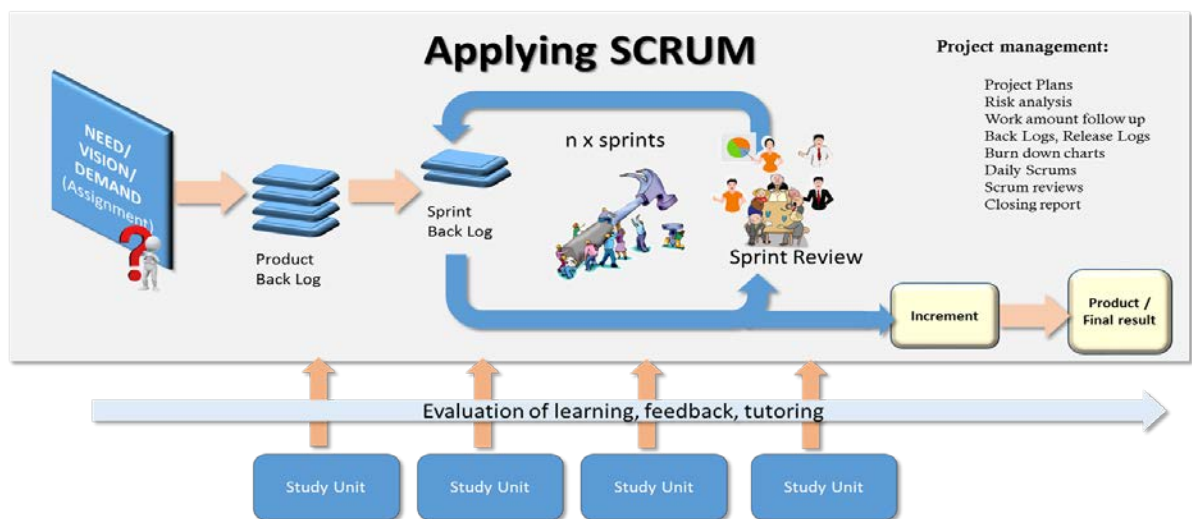 Applying SCRUM
Project management:
Project Plans
Risk analysis
Work amount follow up
Back Logs, Release Logs
Burn down charts
Daily Scrums
Scrum reviews
Closing report
NEED/
VISION/
DEMAND
(Assignment)
Product
Back Log
Sprint
Back Log
n x sprints
Sprint Review
Increment
Product /
Final result
Evaluation of learning, feedback, tutoring
Study Unit
Study Unit
Study Unit
Study Unit